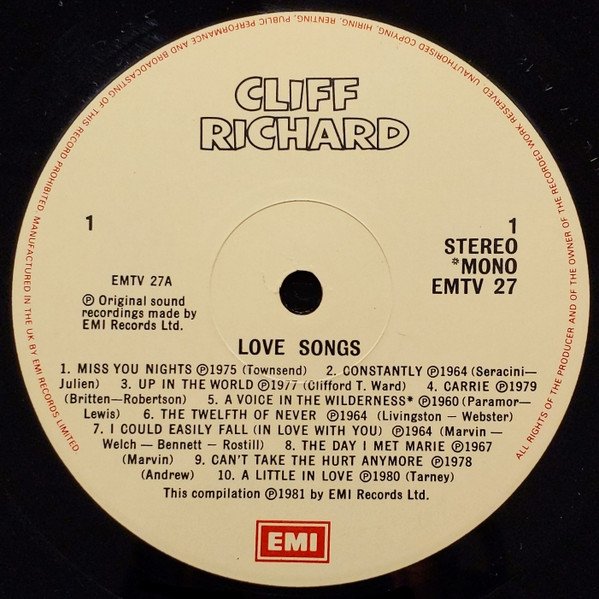 CLIFF
RICHARD
1
1
STEREO
*MONO
EMTV 27
EMTV 27A
℗ Original sound
recordings made by
EMI Records Ltd.
LOVE SONGS
1. MISS YOU NIGHTS ℗1975 (Townsend) 2. CONSTANTLY ℗1964 (Seracini–
Julien) 3. UP IN THE WORLD ℗1977 (Clifford T. Ward) 4. CARRIE ℗1979
(Britten–Robertson) 5. A VOICE IN THE WILDERNESS* ℗1960 (Paramor–
Lewis) 6. THE TWELFTH OF NEVER ℗1964 (Livingston – Webster)
7. I COULD EASILY FALL (IN LOVE WITH YOU) ℗1964 (Marvin –
Welch – Bennett – Rostill) 8. THE DAY I MET MARIE ℗1967
(Marvin) 9. CAN'T TAKE THE HURT ANYMORE ℗1978
(Andrew) 10. A LITTLE IN LOVE ℗1980 (Tarney)
This compilation ℗1981 by EMI Records Ltd.
EMI
ALL RIGHTS OF THE PRODUCER AND OF THE OWNER OF THE RECORDED WORK RESERVED. UNAUTHORISED COPYING, HIRING, RENTING, PUBLIC PERFORMANCE AND BROADCASTING OF THIS RECORD PROHIBITED. MANUFACTURED IN THE UK BY EMI RECORDS LIMITED